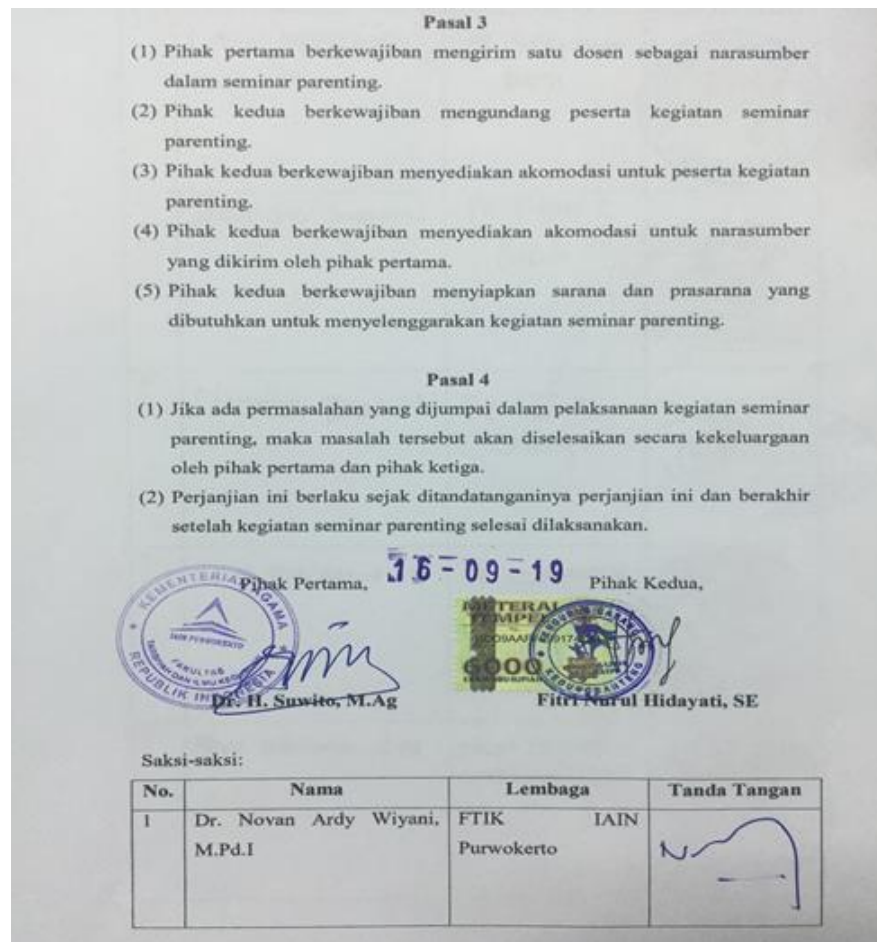 Pasal 3
(1) Pihak pertama berkewajiban mengirim satu dosen sebagai narasumber
dalam seminar parenting.
(2) Pihak kedua berkewajiban mengundang peserta kegiatan seminar
parenting.
(3) Pihak kedua berkewajiban menyediakan akomodasi untuk peserta kegiatan
parenting.
(4) Pihak kedua berkewajiban menyediakan akomodasi untuk narasumber
yang dikirim oleh pihak pertama.
(5) Pihak kedua berkewajiban menyiapkan sarana dan prasarana yang
dibutuhkan untuk menyelenggarakan kegiatan seminar parenting.
Pasal 4
(1) Jika ada permasalahan yang dijumpai dalam pelaksanaan kegiatan seminar
parenting, maka masalah tersebut akan diselesaikan secara kekeluargaan
oleh pihak pertama dan pihak ketiga.
(2) Perjanjian ini berlaku sejak ditandatanganinya perjanjian ini dan berakhir
setelah kegiatan seminar parenting selesai dilaksanakan.
16-09-19
Pihak Pertama,
Pihak Kedua,
KEMENTERIAN AGAMA
IAIN PURWOKERTO
FAKULTAS
REPUBLIK INDONESIA
METERAI
TEMPEL
6000
Dr. H. Suwito, M.Ag
Fitri Nurul Hidayati, SE
Saksi-saksi:
No. Nama Lembaga Tanda Tangan
1 Dr. Novan Ardy Wiyani, FTIK IAIN
M.Pd.I Purwokerto